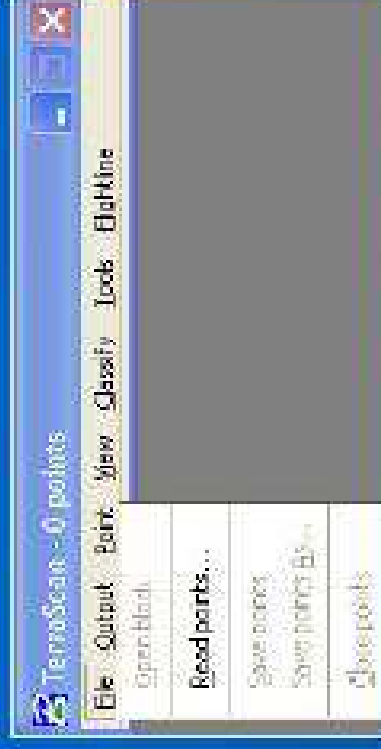 TerraScan - 0 points
File Output Point View Classify Tools Flightline
Open block
Read points...
Save points
Save points As...
Close points